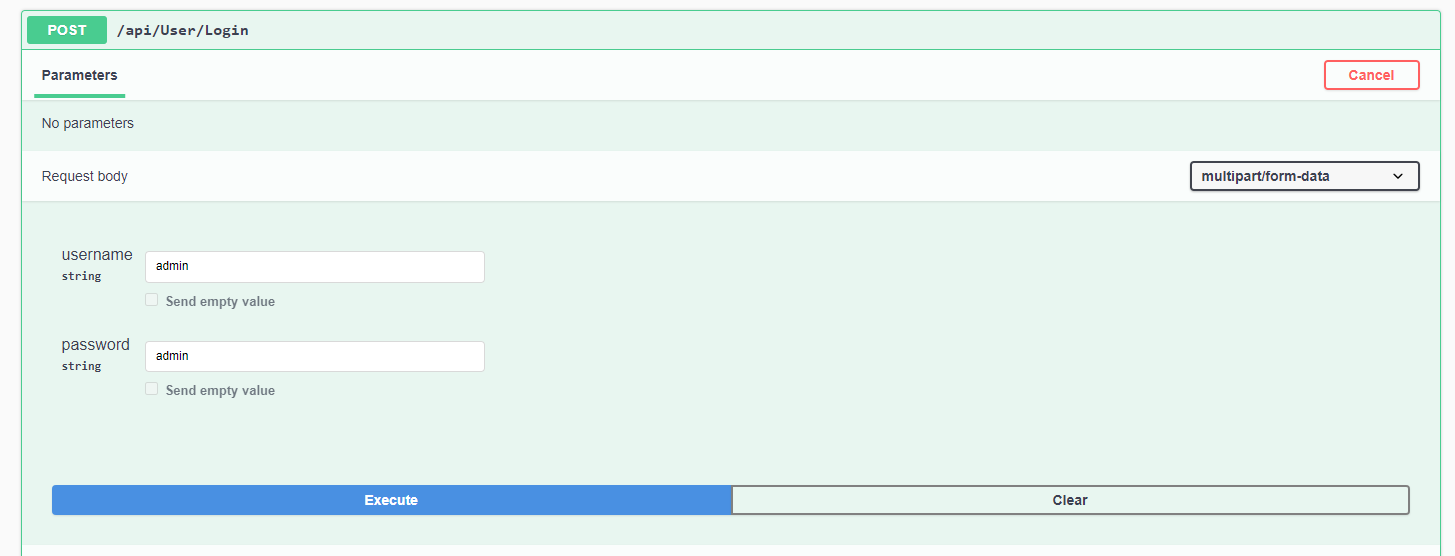 POST /api/User/Login
Parameters Cancel
No parameters
Request body multipart/form-data
username admin
string
Send empty value
password admin
string
Send empty value
Execute Clear